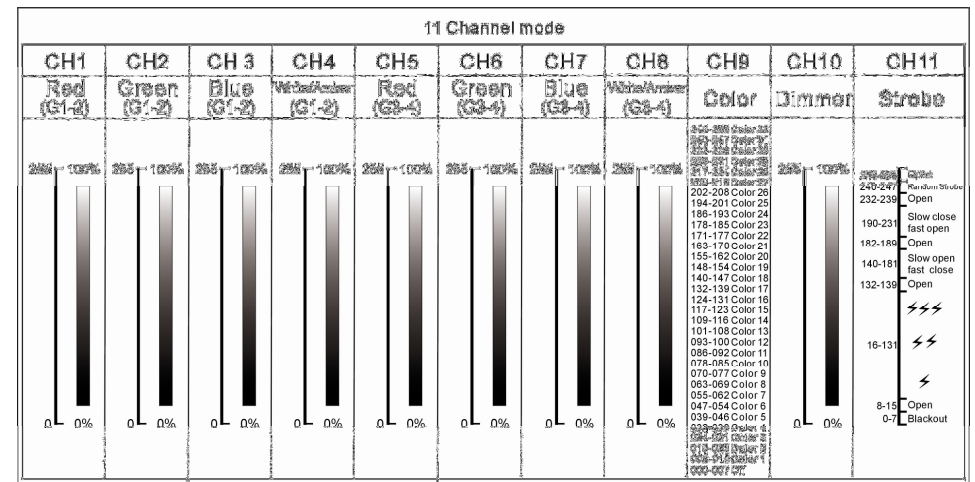 11 Channel mode
CH1 CH2 CH 3 CH4 CH5 CH6 CH7 CH8 CH9 CH10 CH11
Red Green Blue White/Amber Red Green Blue White/Amber Color Dimmer Strobe
(G1-2) (G1-2) (G1-2) (G1-2) (G3-4) (G3-4) (G3-4) (G3-4)
255 100% 255 100% 255 100% 255 100% 255 100% 255 100% 255 100% 255 100% 255 100%
0 0% 0 0% 0 0% 0 0% 0 0% 0 0% 0 0% 0 0% 0 0%
202-208 Color 26
194-201 Color 25
186-193 Color 24
178-185 Color 23
171-177 Color 22
163-170 Color 21
155-162 Color 20
148-154 Color 19
140-147 Color 18
132-139 Color 17
124-131 Color 16
117-123 Color 15
109-116 Color 14
101-108 Color 13
093-100 Color 12
086-092 Color 11
078-085 Color 10
070-077 Color 9
063-069 Color 8
055-062 Color 7
047-054 Color 6
039-046 Color 5
000-007
240-247 Random Strobe
232-239 Open
190-231 Slow close
fast open
182-189 Open
140-181 Slow open
fast close
132-139 Open
16-131
8-15 Open
0-7 Blackout